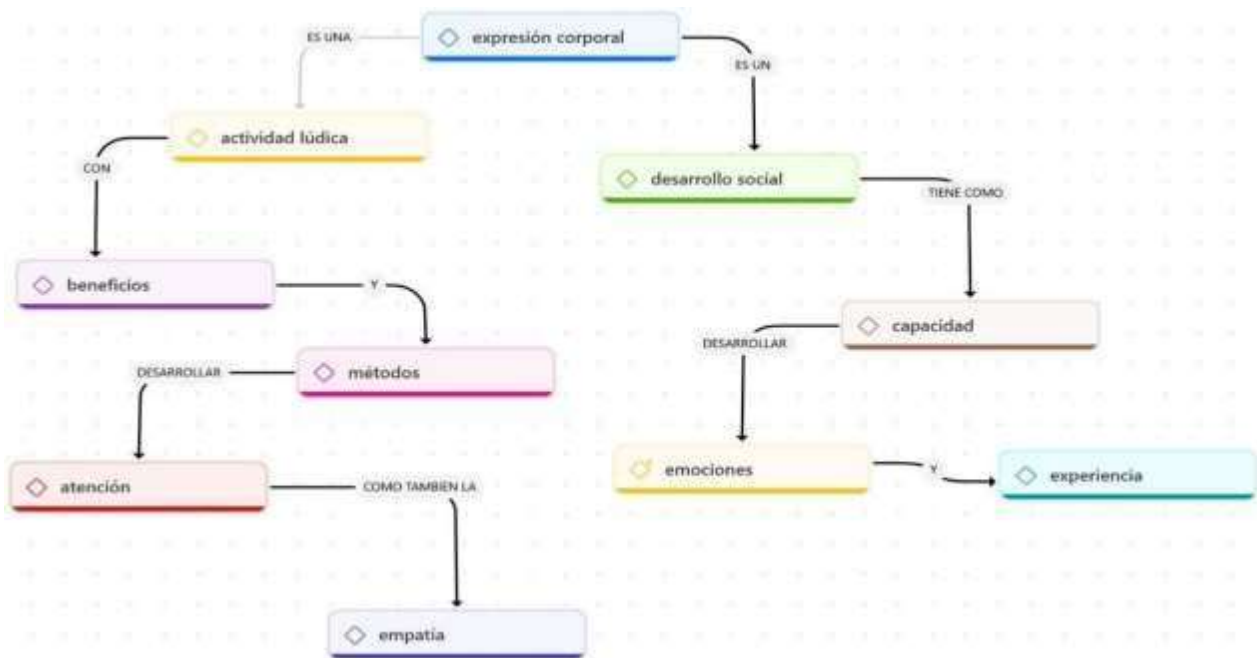 expresión corporal
ES UNA
ES UN
actividad lúdica
CON
desarrollo social
TIENE COMO
beneficios
Y
capacidad
DESARROLLAR
métodos
DESARROLLAR
emociones
Y
experiencia
atención
COMO TAMBIEN LA
empatía